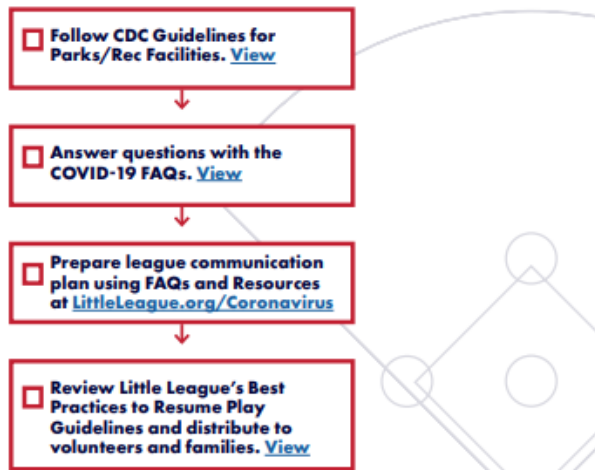 Follow CDC Guidelines for
Parks/Rec Facilities. View
Answer questions with the
COVID-19 FAQs. View
Prepare league communication
plan using FAQs and Resources
at LittleLeague.org/Coronavirus
Review Little League's Best
Practices to Resume Play
Guidelines and distribute to
volunteers and families. View